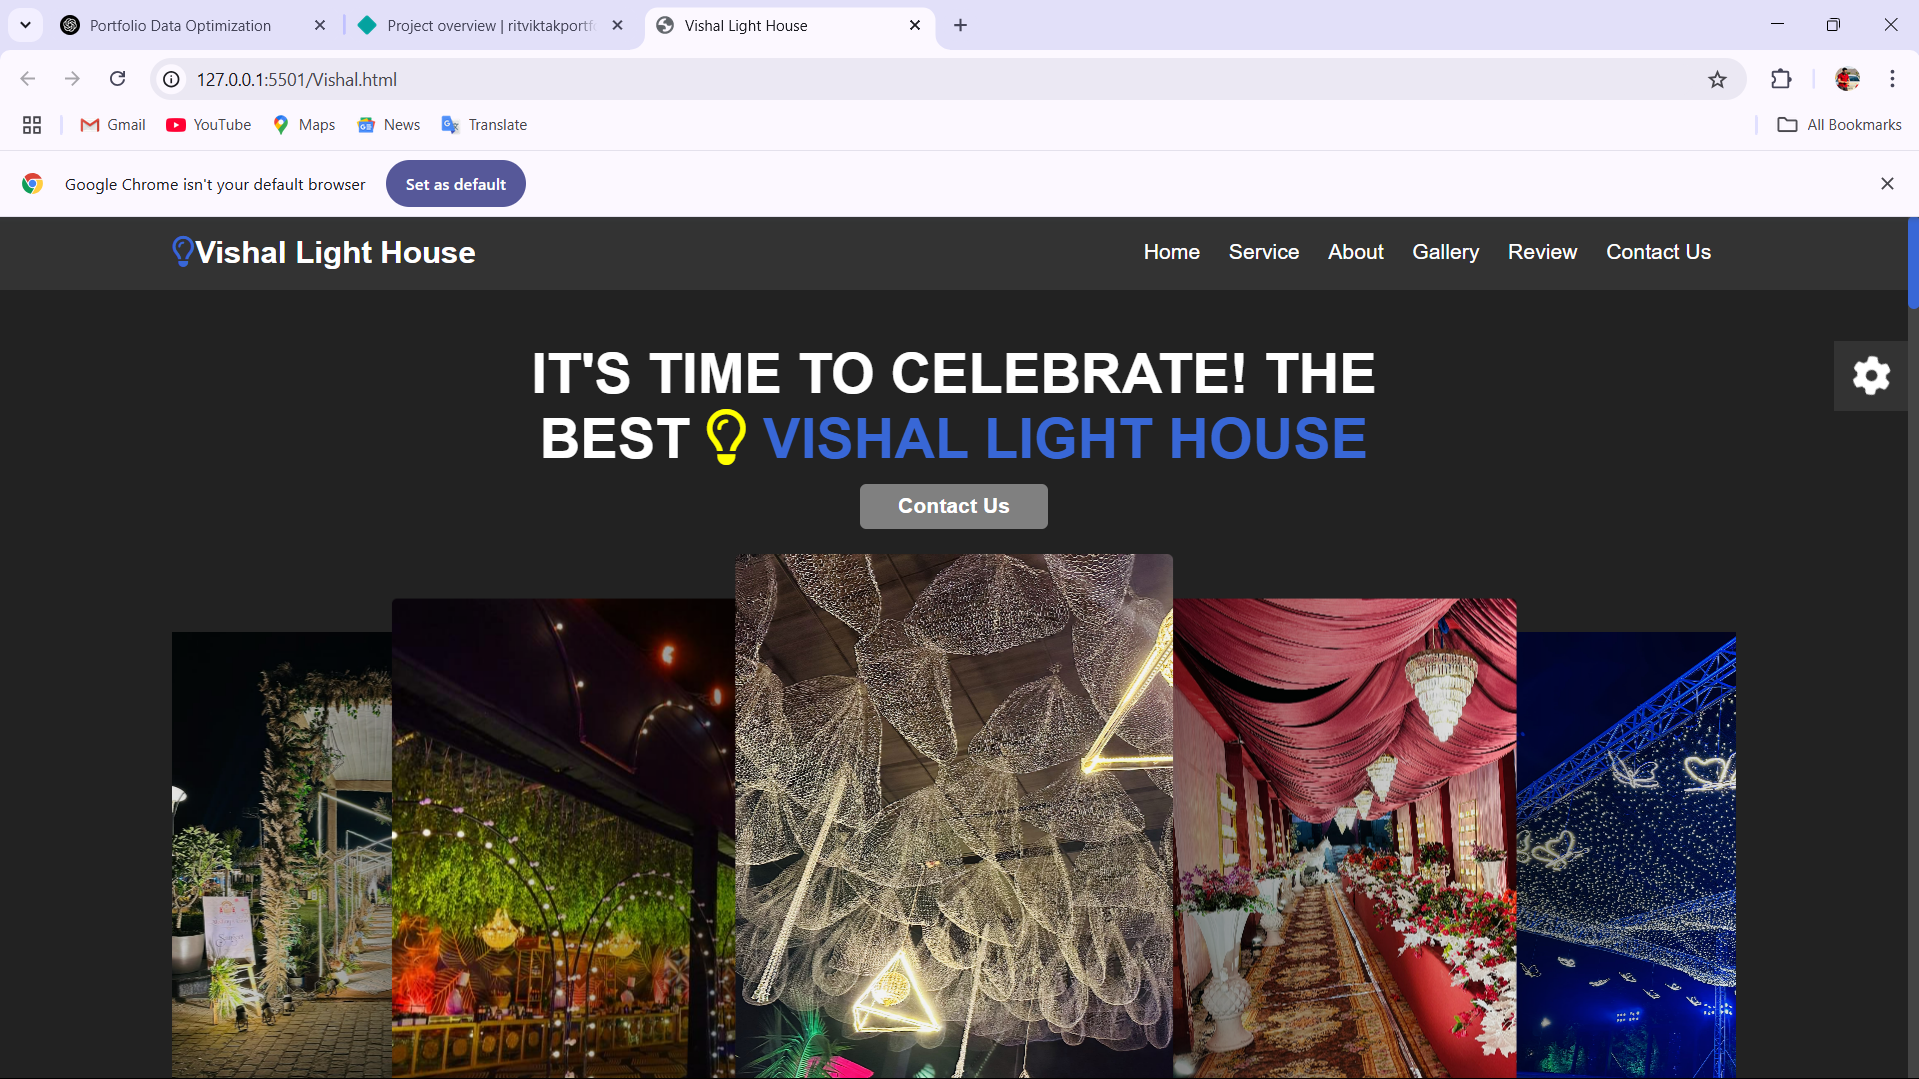 Portfolio Data Optimization
Project overview | ritviktakportfo
Vishal Light House
127.0.0.1:5501/Vishal.html
Gmail
YouTube
Maps
News
Translate
All Bookmarks
Google Chrome isn't your default browser
Set as default
Vishal Light House
Home
Service
About
Gallery
Review
Contact Us
IT'S TIME TO CELEBRATE! THE
BEST VISHAL LIGHT HOUSE
Contact Us